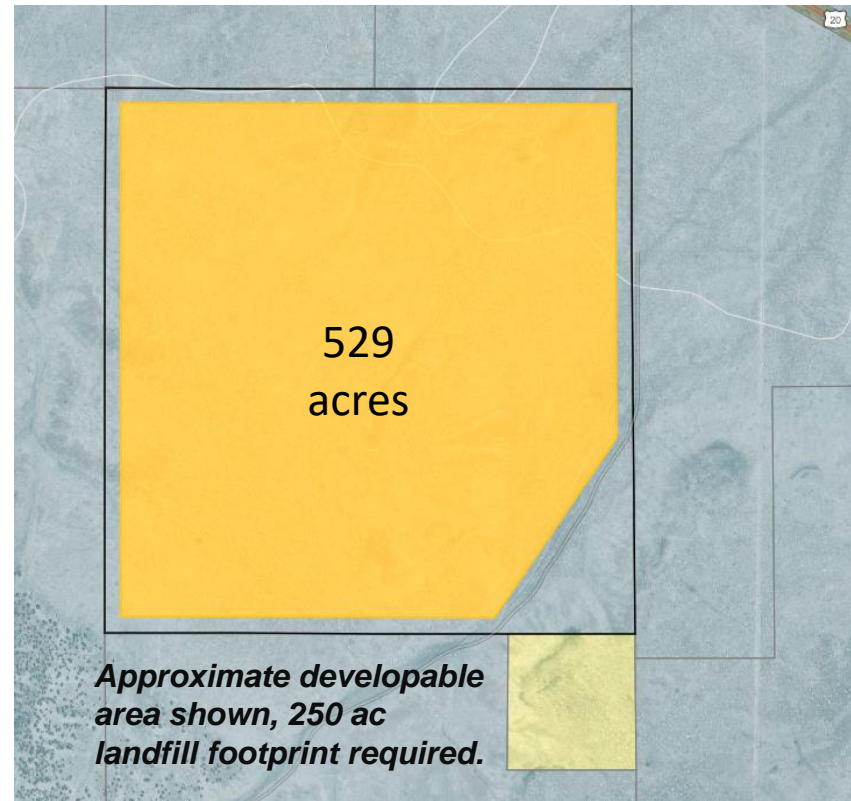 20
529
acres
Approximate developable
area shown, 250 ac
landfill footprint required.